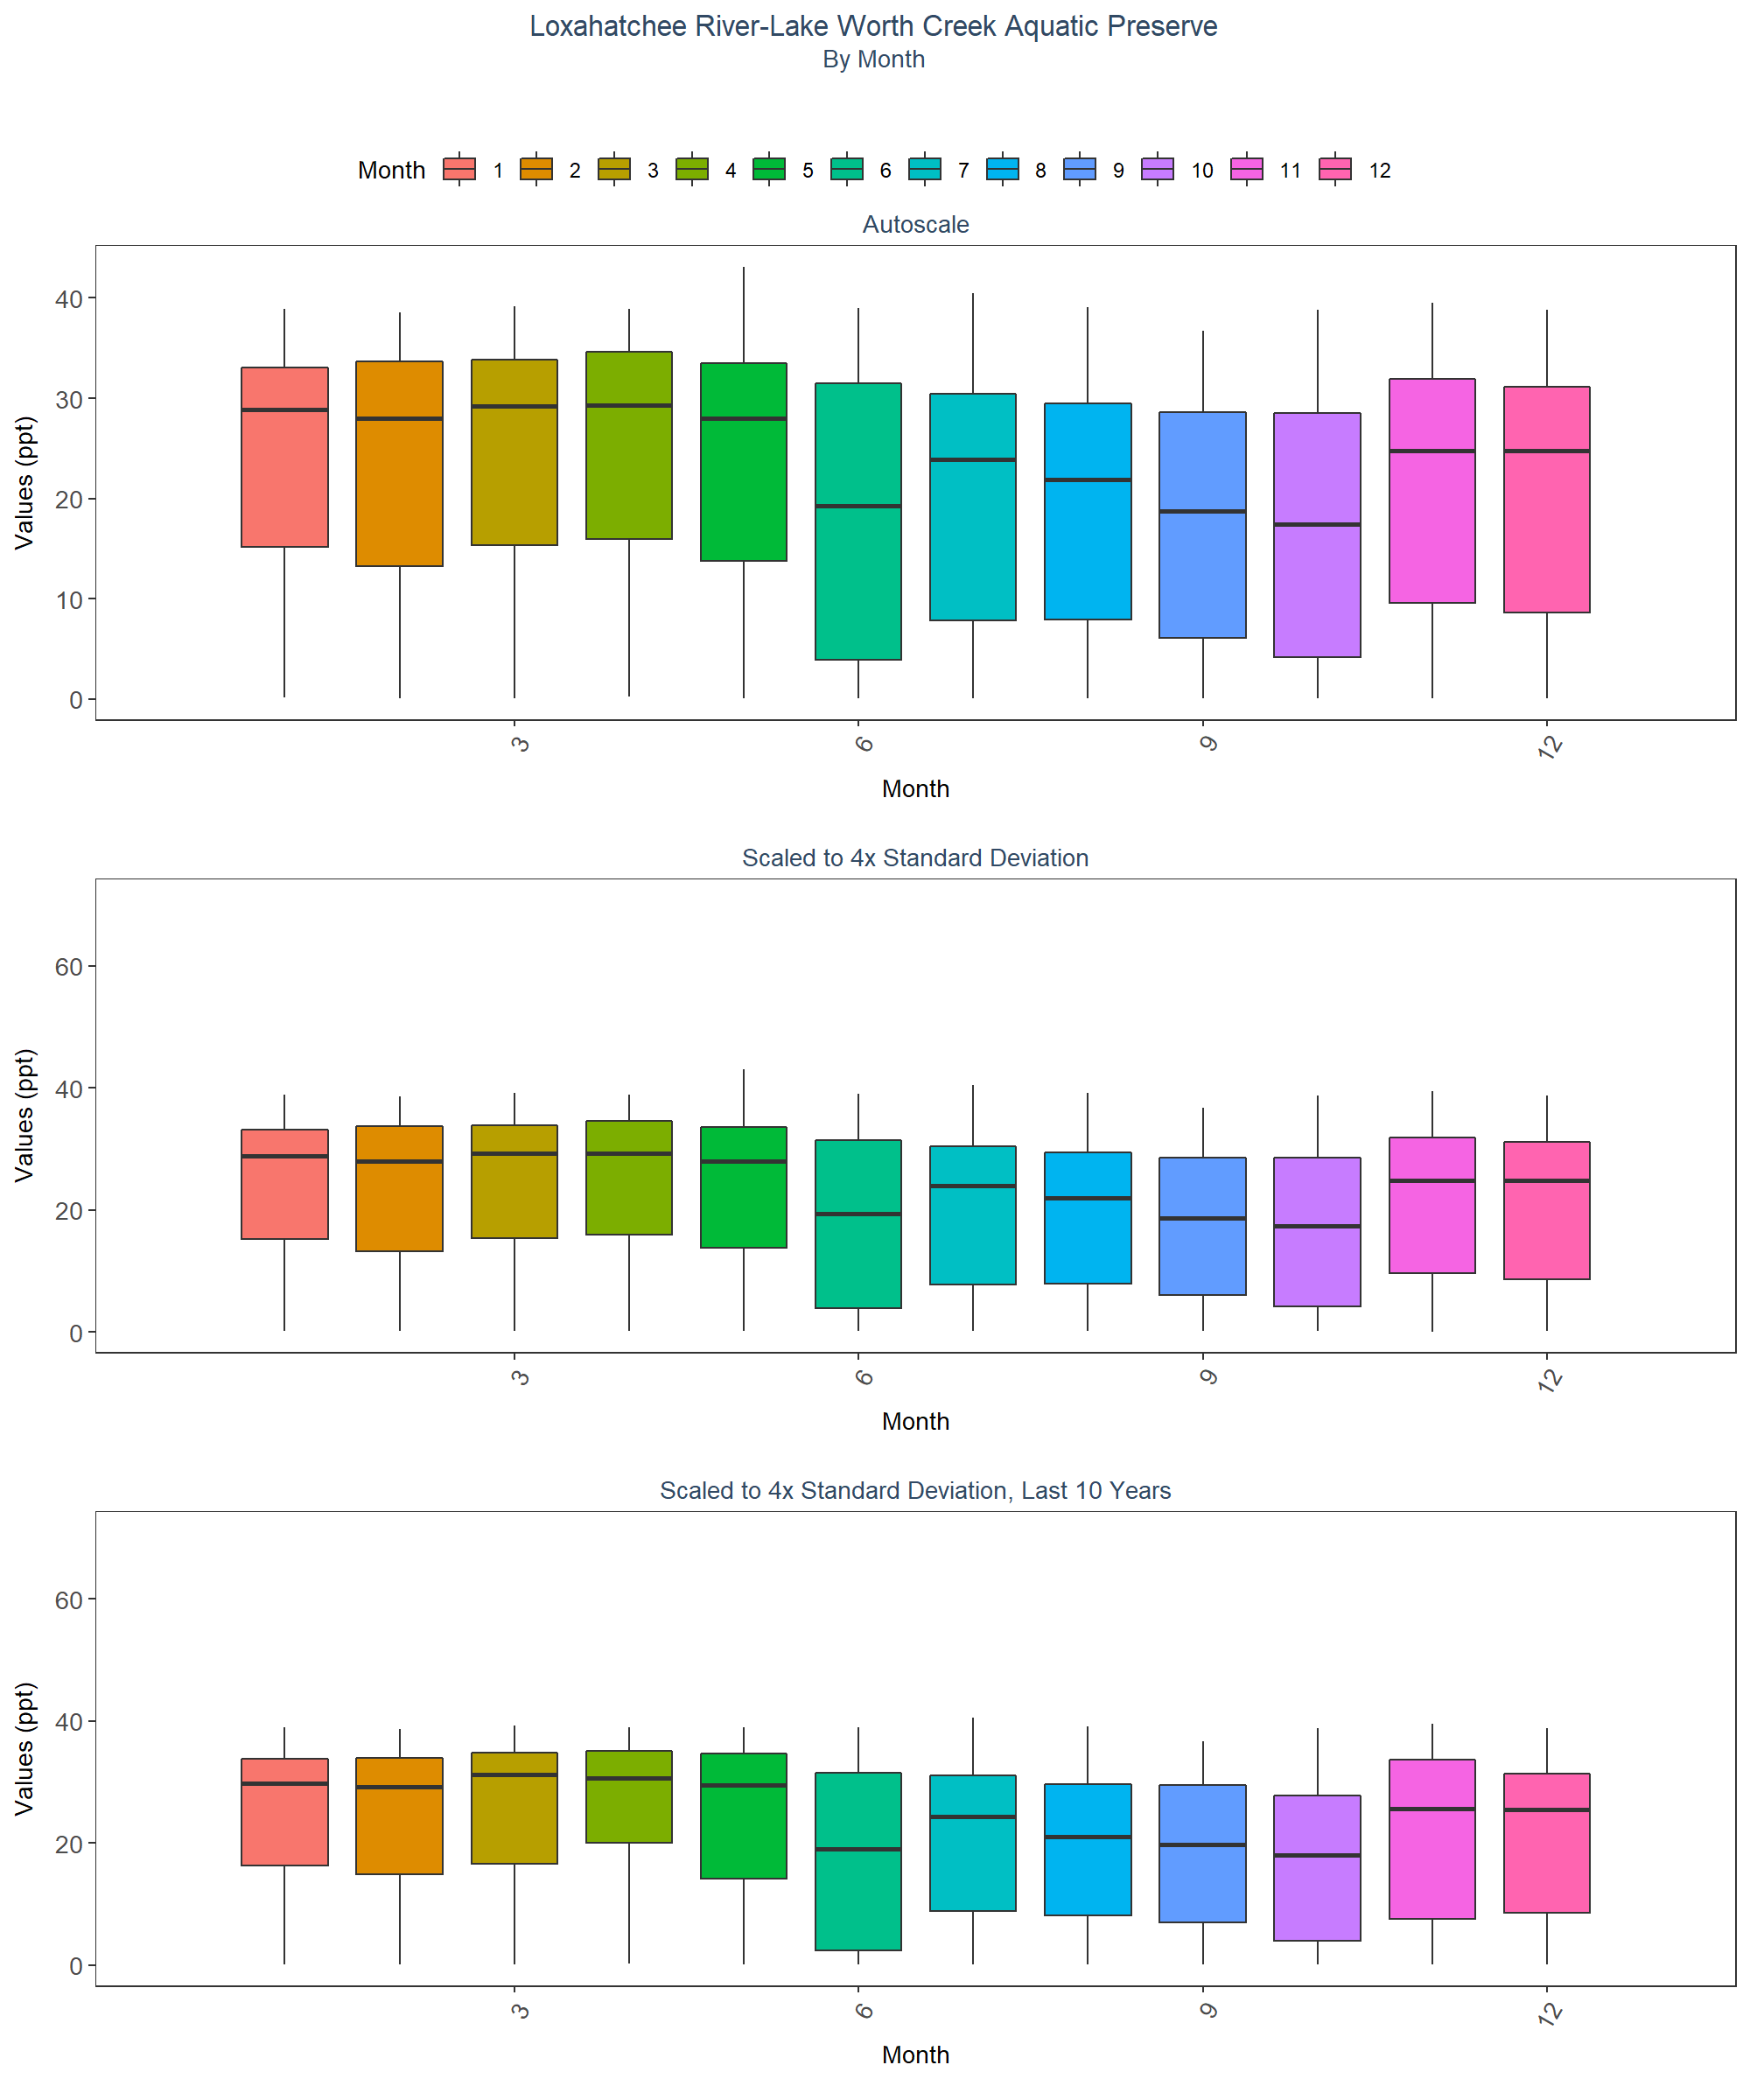 Loxahatchee River-Lake Worth Creek Aquatic Preserve
By Month
Month 1 2 3 4 5 6 7 8 9 10 11 12
Autoscale
Values (ppt)
40
30
20
10
0
3 6 9 12
Month
Scaled to 4x Standard Deviation
Values (ppt)
60
40
20
0
3 6 9 12
Month
Scaled to 4x Standard Deviation, Last 10 Years
Values (ppt)
60
40
20
0
3 6 9 12
Month